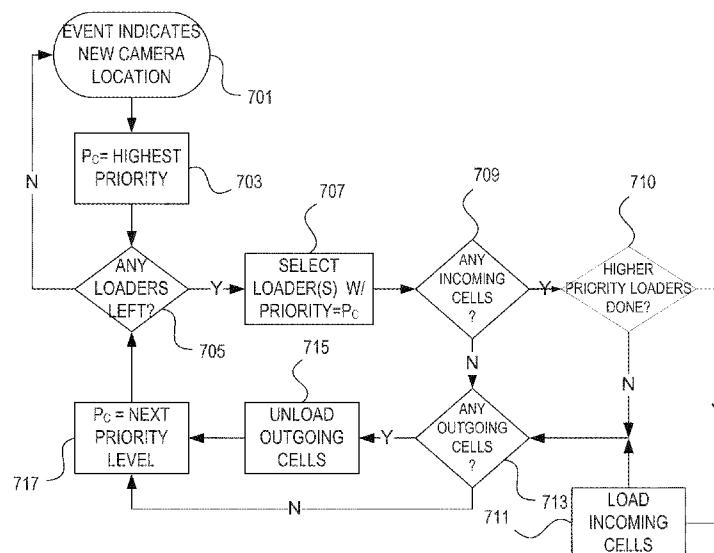 EVENT INDICATES
NEW CAMERA
LOCATION
701
PC= HIGHEST
PRIORITY
703
N
ANY
LOADERS
LEFT?
705
Y
707
SELECT
LOADER(S) W/
PRIORITY=PC
709
ANY
INCOMING
CELLS
?
Y
710
HIGHER
PRIORITY LOADERS
DONE?
N
N
715
UNLOAD
OUTGOING
CELLS
Y
ANY
OUTGOING
CELLS
?
713
PC = NEXT
PRIORITY
LEVEL
717
N
711
LOAD
INCOMING
CELLS